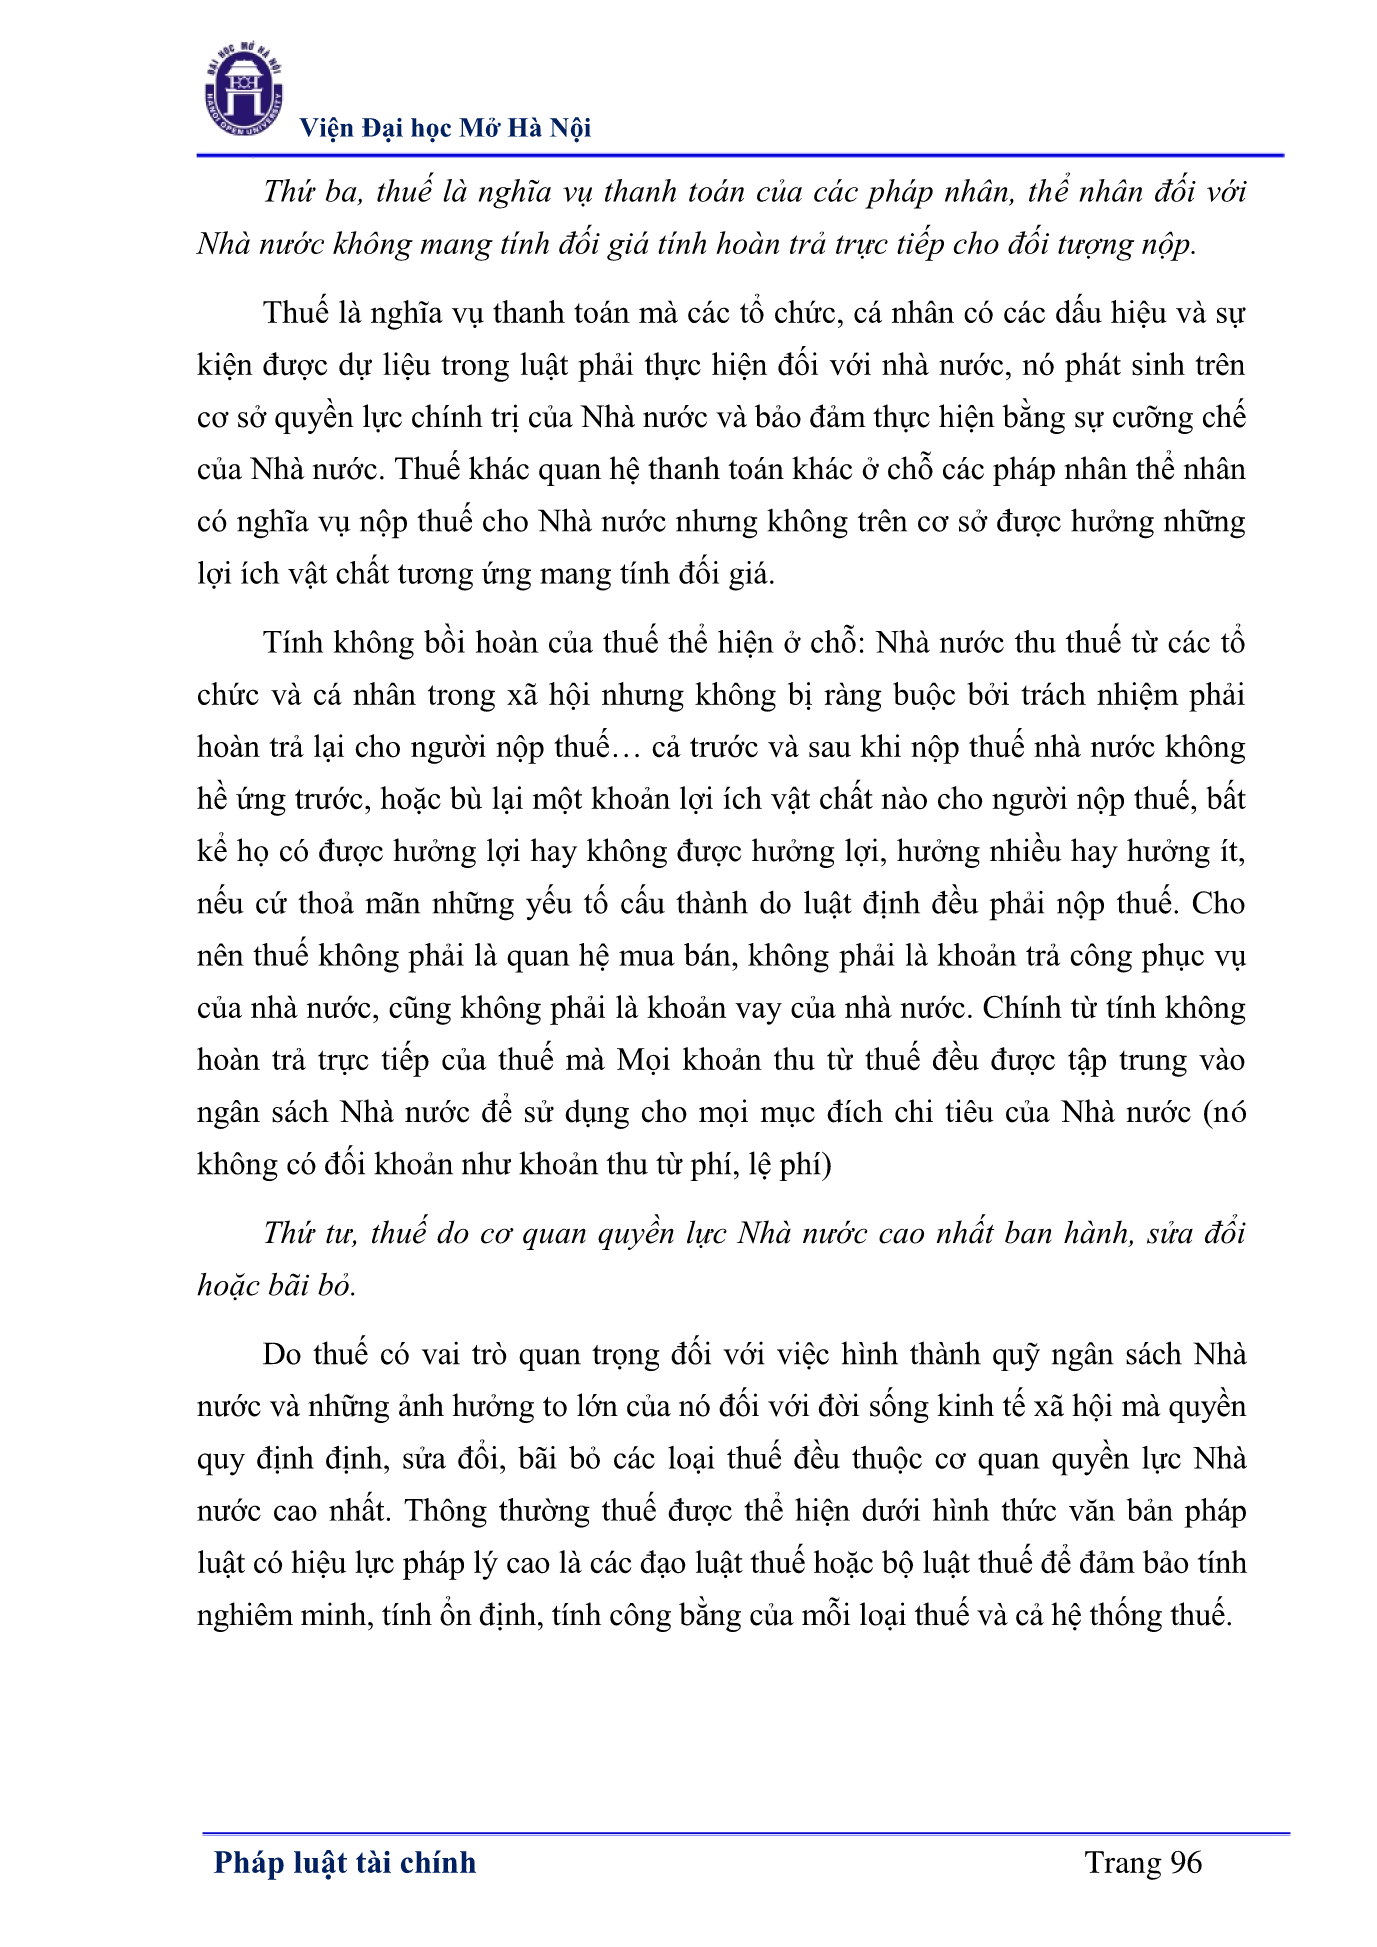 ĐẠI HỌC MỞ HÀ NỘI
HANOI OPEN UNIVERSITY
Viện Đại học Mở Hà Nội
Thứ ba, thuế là nghĩa vụ thanh toán của các pháp nhân, thể nhân đối với
Nhà nước không mang tính đối giá tính hoàn trả trực tiếp cho đối tượng nộp.
Thuế là nghĩa vụ thanh toán mà các tổ chức, cá nhân có các dấu hiệu và sự
kiện được dự liệu trong luật phải thực hiện đối với nhà nước, nó phát sinh trên
cơ sở quyền lực chính trị của Nhà nước và bảo đảm thực hiện bằng sự cưỡng chế
của Nhà nước. Thuế khác quan hệ thanh toán khác ở chỗ các pháp nhân thể nhân
có nghĩa vụ nộp thuế cho Nhà nước nhưng không trên cơ sở được hưởng những
lợi ích vật chất tương ứng mang tính đối giá.
Tính không bồi hoàn của thuế thể hiện ở chỗ: Nhà nước thu thuế từ các tổ
chức và cá nhân trong xã hội nhưng không bị ràng buộc bởi trách nhiệm phải
hoàn trả lại cho người nộp thuế… cả trước và sau khi nộp thuế nhà nước không
hề ứng trước, hoặc bù lại một khoản lợi ích vật chất nào cho người nộp thuế, bất
kể họ có được hưởng lợi hay không được hưởng lợi, hưởng nhiều hay hưởng ít,
nếu cứ thoả mãn những yếu tố cấu thành do luật định đều phải nộp thuế. Cho
nên thuế không phải là quan hệ mua bán, không phải là khoản trả công phục vụ
của nhà nước, cũng không phải là khoản vay của nhà nước. Chính từ tính không
hoàn trả trực tiếp của thuế mà Mọi khoản thu từ thuế đều được tập trung vào
ngân sách Nhà nước để sử dụng cho mọi mục đích chi tiêu của Nhà nước (nó
không có đối khoản như khoản thu từ phí, lệ phí)
Thứ tư, thuế do cơ quan quyền lực Nhà nước cao nhất ban hành, sửa đổi
hoặc bãi bỏ.
Do thuế có vai trò quan trọng đối với việc hình thành quỹ ngân sách Nhà
nước và những ảnh hưởng to lớn của nó đối với đời sống kinh tế xã hội mà quyền
quy định định, sửa đổi, bãi bỏ các loại thuế đều thuộc cơ quan quyền lực Nhà
nước cao nhất. Thông thường thuế được thể hiện dưới hình thức văn bản pháp
luật có hiệu lực pháp lý cao là các đạo luật thuế hoặc bộ luật thuế để đảm bảo tính
nghiêm minh, tính ổn định, tính công bằng của mỗi loại thuế và cả hệ thống thuế.
Pháp luật tài chính
Trang 96